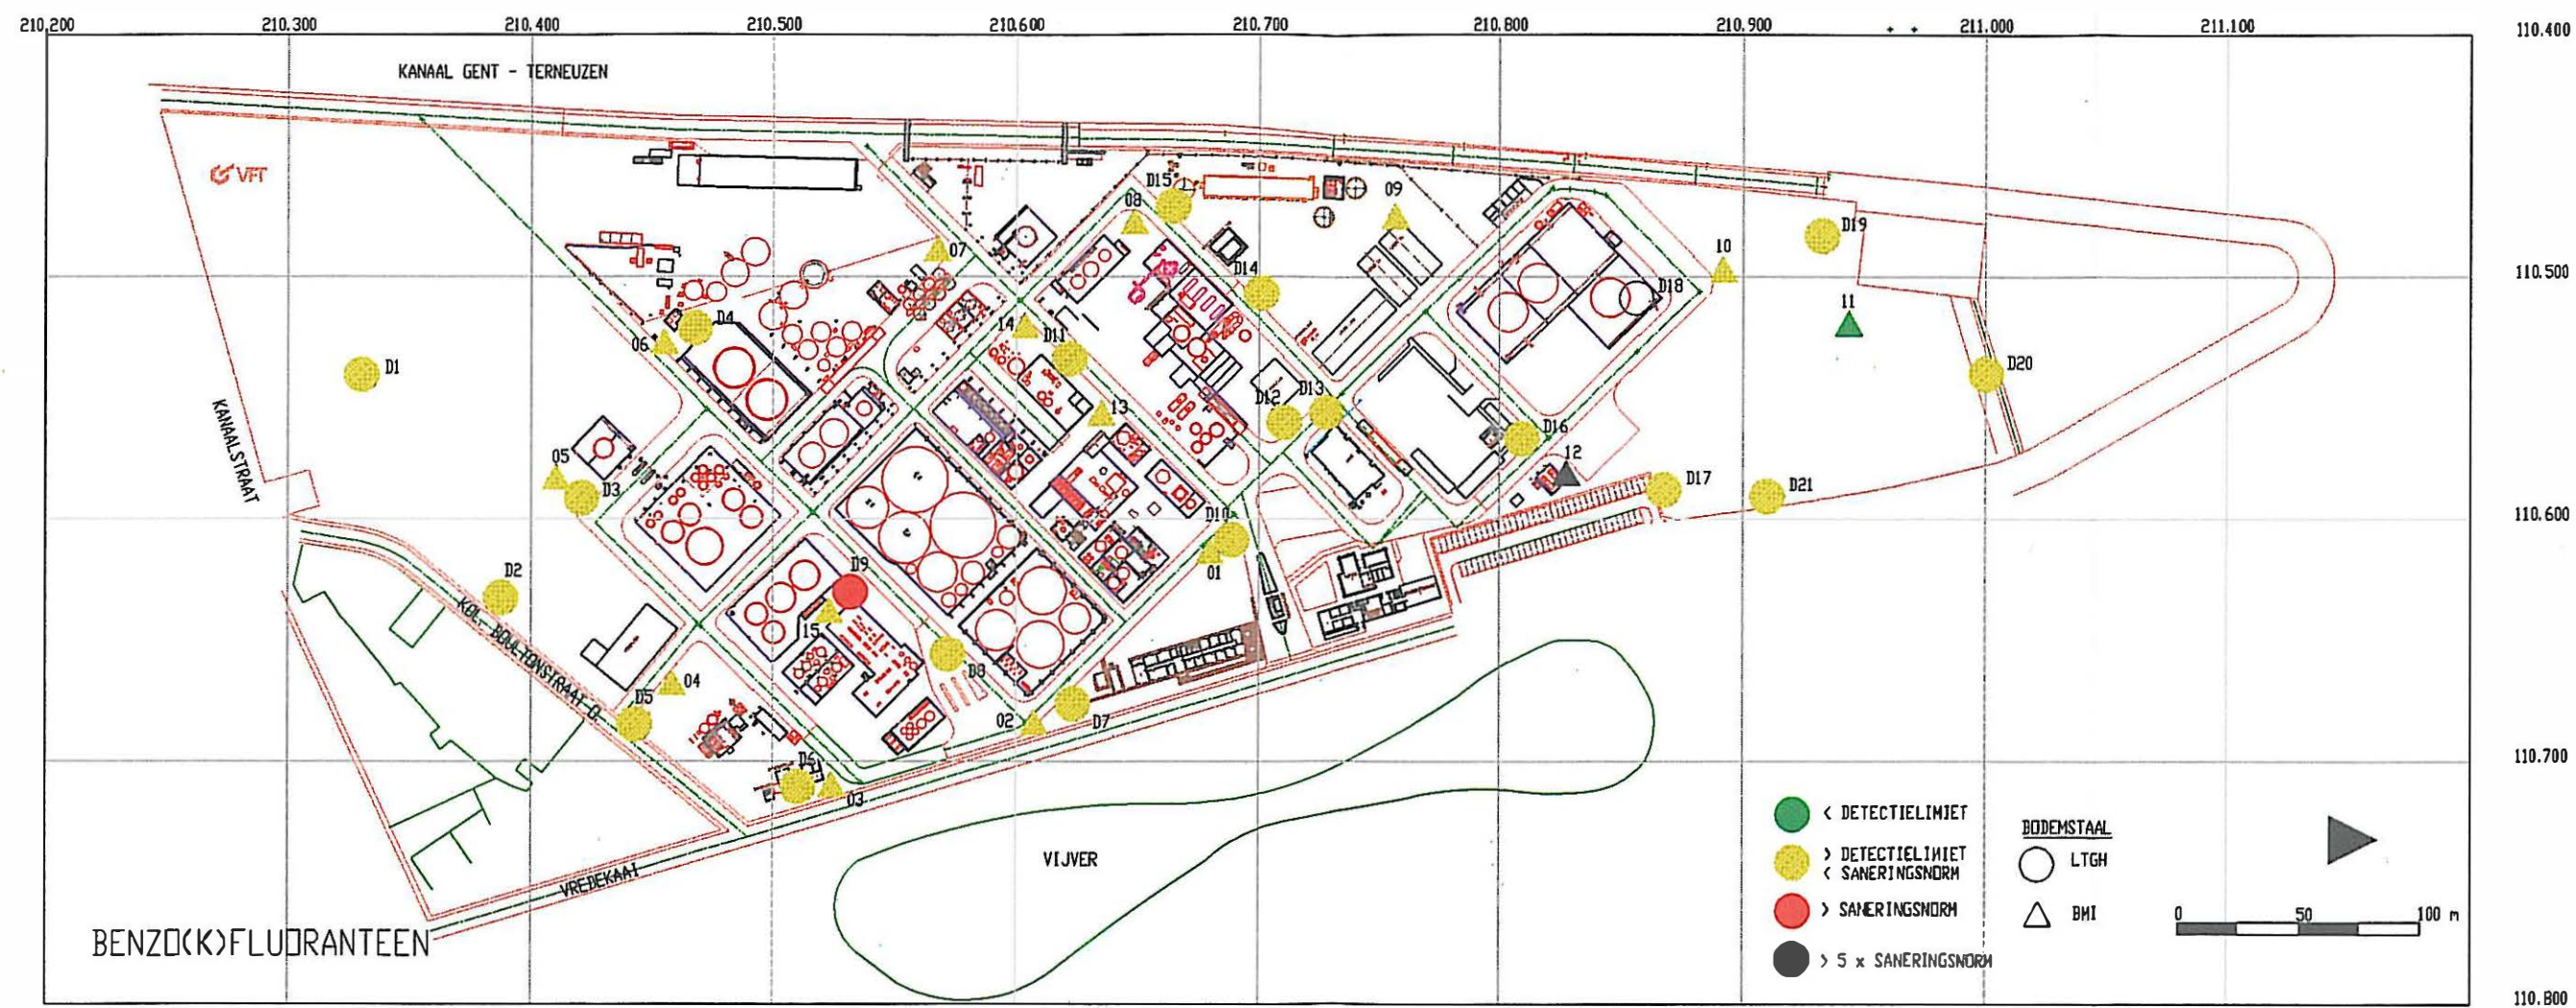 210.200 210.300 210.400 210.500 210.600 210.700 210.800 210.900 211.000 211.100 110.400
KANAAL GENT - TERNEUZEN
VFT
D15
09
08
D19
07
10
D14
110.500
D18
11
D4
14
D11
06
D1
D20
D13
D12
13
KANAALSTRAAT
D16
05
12
D3
D17
D21
D10
110.600
01
D2
D9
KOL. BOULTONSTRAAT O.
15
D8
04
D5
02
D7
D6
110.700
03
< DETECTIELIMIET
BODEMSTAAL
> DETECTIELIMIET
< SANERINGSNORM
LTGH
VIJVER
VREDEKAAI
> SANERINGSNORM
BMI
0 50 100 m
BENZO(K)FLUORANTEEN
> 5 x SANERINGSNORM
110.800